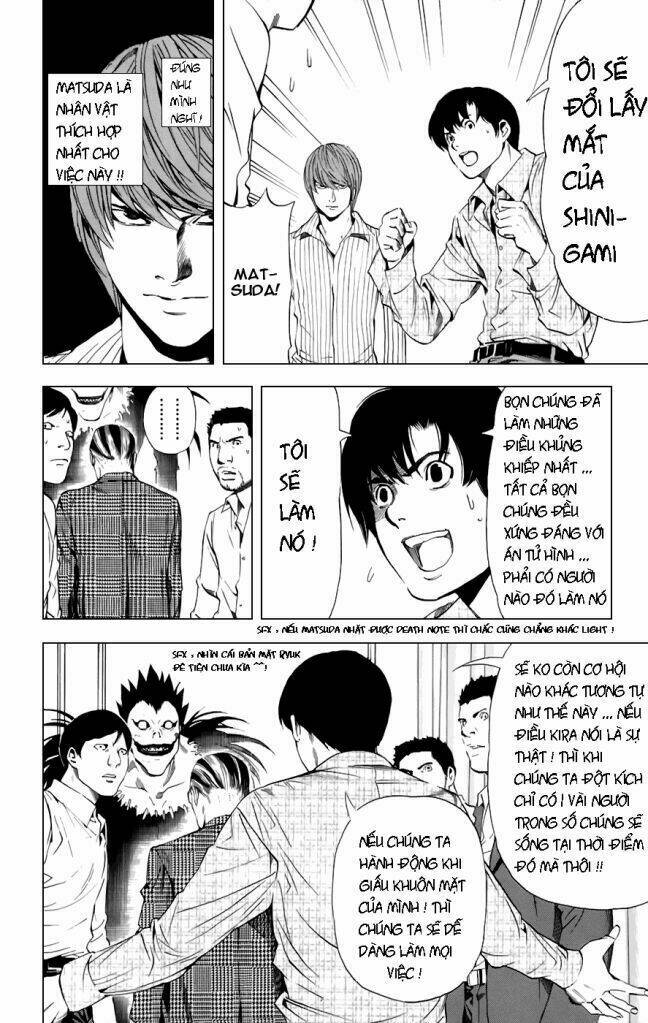 TÔI SẼ
ĐỔI LẤY
MẮT
CỦA
SHINI-
GAMI
MAT-
SUDA!
ĐÚNG
NHƯ
MÌNH
NGHĨ!
MATSUDA LÀ
NHÂN VẬT
THÍCH HỢP
NHẤT CHO
VIỆC NÀY !!
BỌN CHÚNG ĐÃ
LÀM NHỮNG
ĐIỀU KHỦNG
KHIẾP NHẤT ...
TẤT CẢ BỌN
CHÚNG ĐỀU
XỨNG ĐÁNG VỚI
ÁN TỬ HÌNH ...
PHẢI CÓ NGƯỜI
NÀO ĐÓ LÀM NÓ
TÔI
SẼ
LÀM
NÓ !
......
SFX : NẾU MATSUDA NHẶT ĐƯỢC DEATH NOTE THÌ CHẮC CŨNG CHẲNG KHÁC LIGHT !
SFX : NHÌN CÁI BẢN MẶT RYUK
ĐÊ TIỆN CHƯA KÌA ^^!
SẼ KO CÒN CƠ HỘI
NÀO KHÁC TƯƠNG TỰ
NHƯ THẾ NÀY ... NẾU
ĐIỀU KIRA NÓI LÀ SỰ
THẬT ! THÌ KHI
CHÚNG TA ĐỘT KÍCH
CHỈ CÓ 1 VÀI NGƯỜI
TRONG SỐ CHÚNG SẼ
SỐNG TẠI THỜI ĐIỂM
ĐÓ MÀ THÔI !!
NẾU CHÚNG TA
HÀNH ĐỘNG KHI
GIẤU KHUÔN MẶT
CỦA MÌNH ! THÌ
CHÚNG TA SẼ DỄ
DÀNG LÀM MỌI
VIỆC !